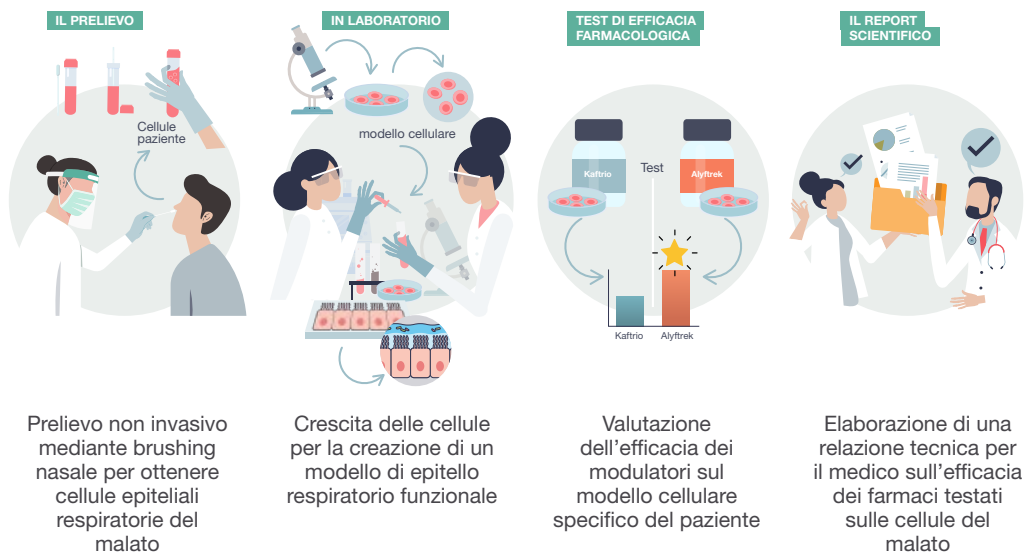 IL PRELIEVO
Cellule
paziente
Prelievo non invasivo
mediante brushing
nasale per ottenere
cellule epiteliali
respiratorie del
malato
IN LABORATORIO
modello cellulare
Crescita delle cellule
per la creazione di un
modello di epitello
respiratorio funzionale
TEST DI EFFICACIA
FARMACOLOGICA
Kaftrio
Test
Alyftrek
Kaftrio
Alyftrek
Valutazione
dell’efficacia dei
modulatori sul
modello cellulare
specifico del paziente
IL REPORT
SCIENTIFICO
Elaborazione di una
relazione tecnica per
il medico sull’efficacia
dei farmaci testati
sulle cellule del
malato